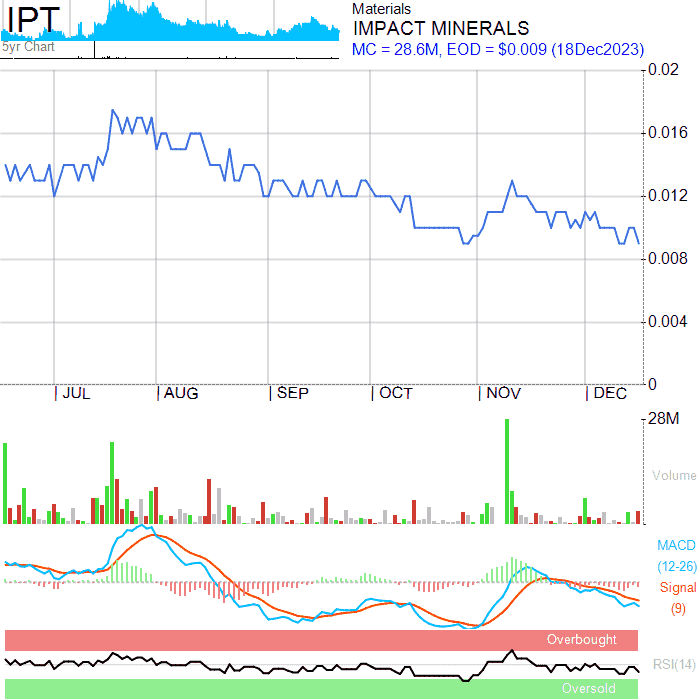 IPT
5yr Chart
Materials
IMPACT MINERALS
MC = 28.6M, EOD = $0.009 (18Dec2023)
0.02
0.016
0.012
0.008
0.004
0
JUL AUG SEP OCT NOV DEC
28M
Volume
MACD
(12-26)
Signal
(9)
Overbought
RSI(14)
Oversold